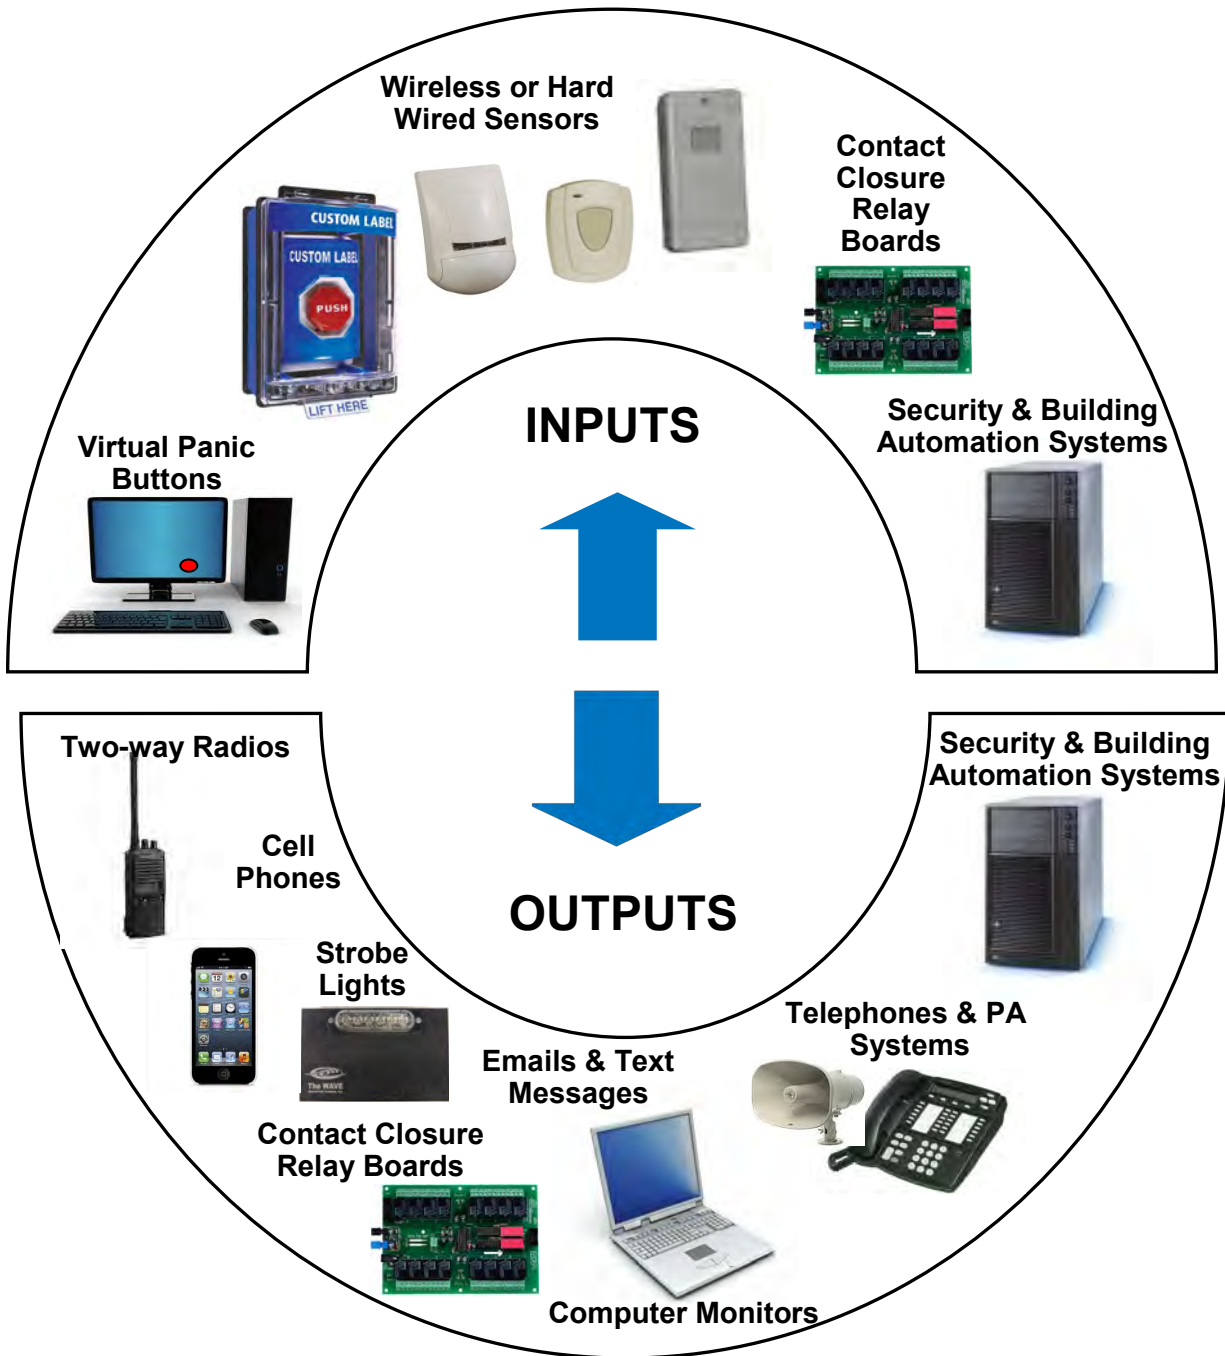 Wireless or Hard
Wired Sensors
Contact
Closure
Relay
Boards
CUSTOM LABEL
CUSTOM LABEL
PUSH
LIFT HERE
INPUTS
Security & Building
Automation Systems
Virtual Panic
Buttons
Two-way Radios
Security & Building
Automation Systems
Cell
Phones
OUTPUTS
Strobe
Lights
The WAVE
Telephones & PA
Systems
Emails & Text
Messages
Contact Closure
Relay Boards
Computer Monitors